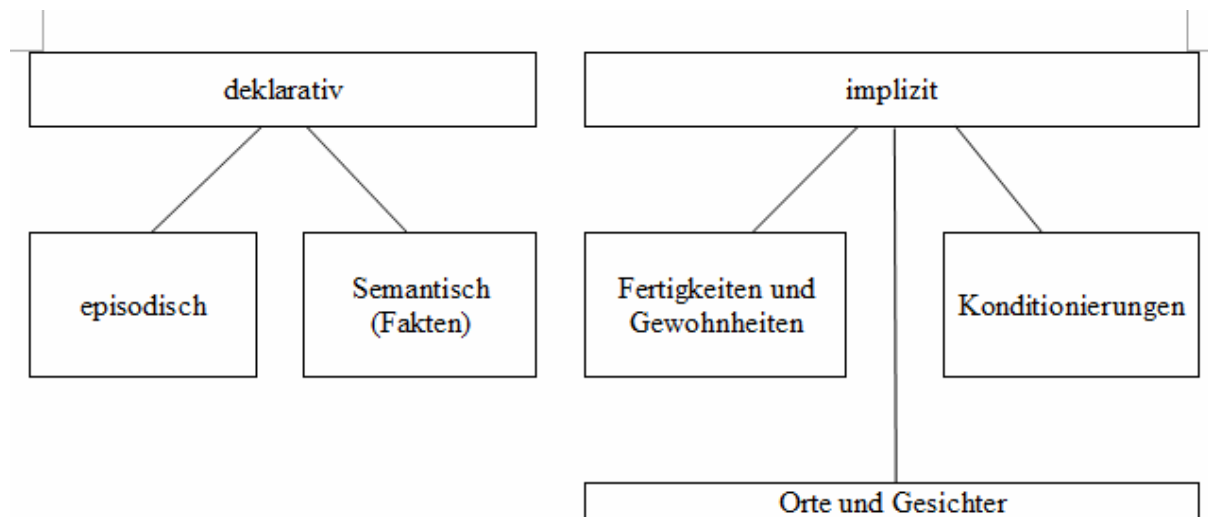 deklarativ
implizit
episodisch
Semantisch
(Fakten)
Fertigkeiten und
Gewohnheiten
Konditionierungen
Orte und Gesichter